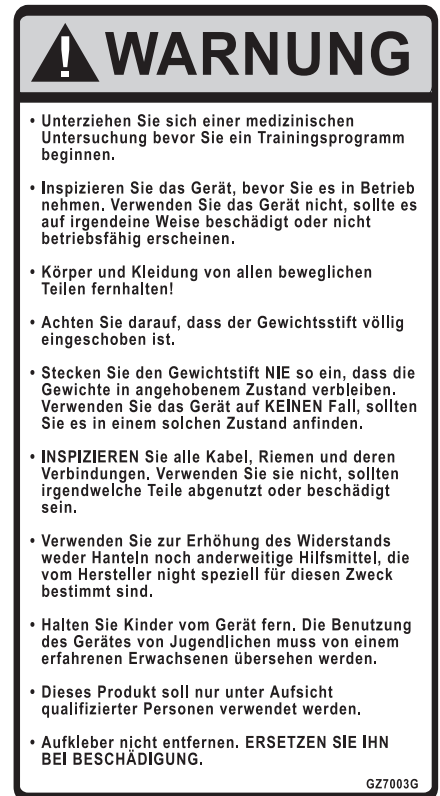 WARNUNG
• Unterziehen Sie sich einer medizinischen
Untersuchung bevor Sie ein Trainingsprogramm
beginnen.
• Inspizieren Sie das Gerät, bevor Sie es in Betrieb
nehmen. Verwenden Sie das Gerät nicht, sollte es
auf irgendeine Weise beschädigt oder nicht
betriebsfähig erscheinen.
• Körper und Kleidung von allen beweglichen
Teilen fernhalten!
• Achten Sie darauf, dass der Gewichtsstift völlig
eingeschoben ist.
• Stecken Sie den Gewichtstift NIE so ein, dass die
Gewichte in angehobenem Zustand verbleiben.
Verwenden Sie das Gerät auf KEINEN Fall, sollten
Sie es in einem solchen Zustand anfinden.
• INSPIZIEREN Sie alle Kabel, Riemen und deren
Verbindungen. Verwenden Sie sie nicht, sollten
irgendwelche Teile abgenutzt oder beschädigt
sein.
• Verwenden Sie zur Erhöhung des Widerstands
weder Hanteln noch anderweitige Hilfsmittel, die
vom Hersteller night speziell für diesen Zweck
bestimmt sind.
• Halten Sie Kinder vom Gerät fern. Die Benutzung
des Gerätes von Jugendlichen muss von einem
erfahrenen Erwachsenen übersehen werden.
• Dieses Produkt soll nur unter Aufsicht
qualifizierter Personen verwendet werden.
• Aufkleber nicht entfernen. ERSETZEN SIE IHN
BEI BESCHÄDIGUNG.
GZ7003G